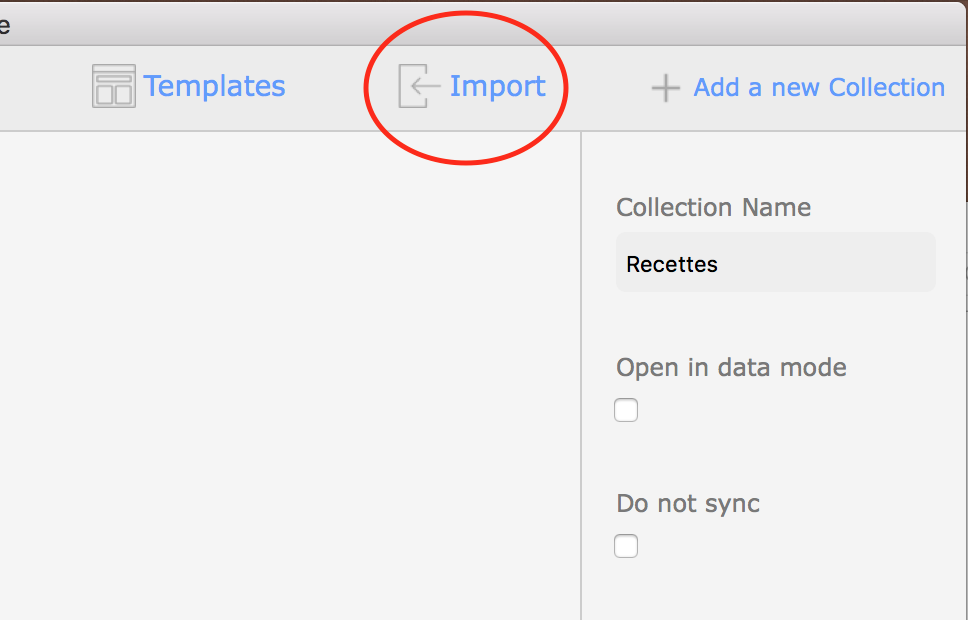 e
Templates
Import
Add a new Collection
Collection Name
Recettes
Open in data mode
Do not sync